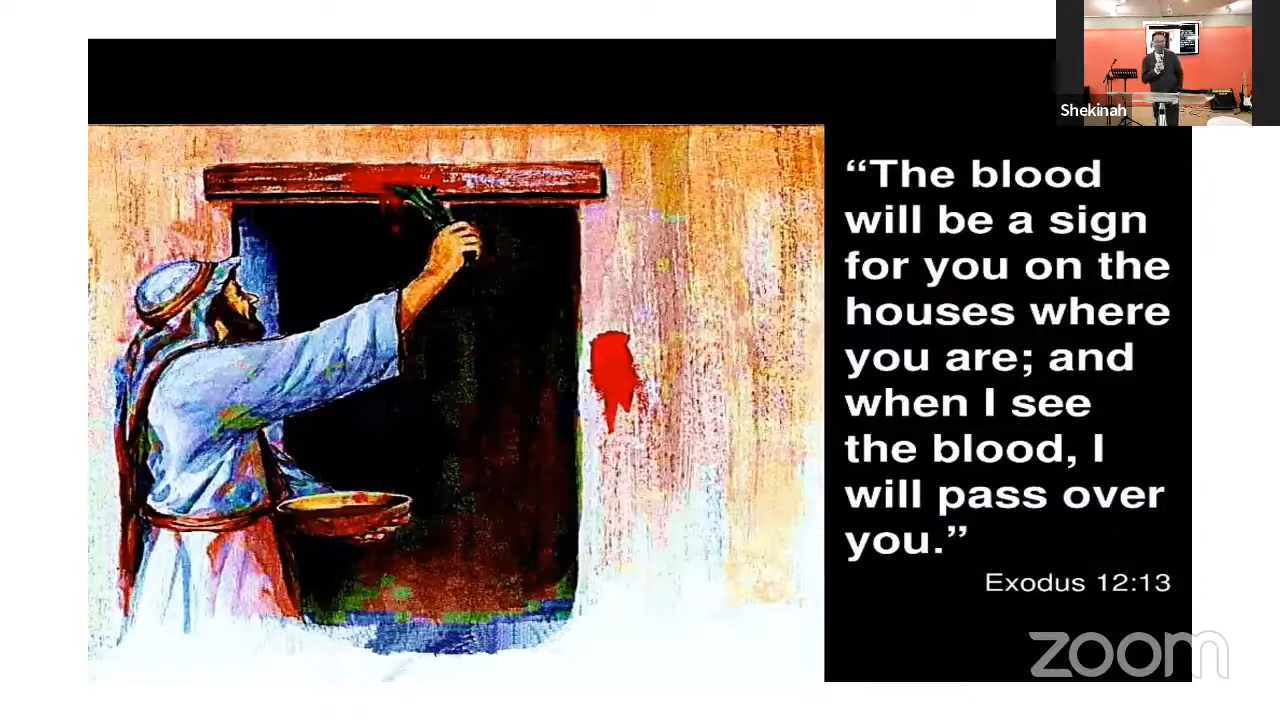 Shekinah
“The blood
will be a sign
for you on the
houses where
you are; and
when I see
the blood, I
will pass over
you.”
Exodus 12:13
zoom